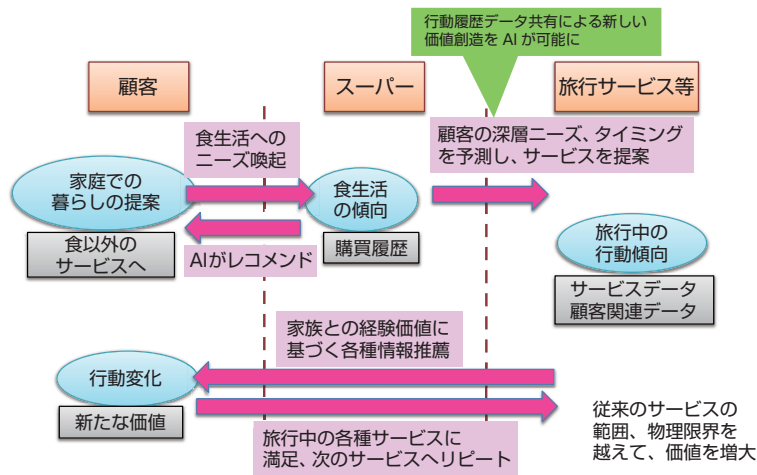 行動履歴データ共有による新しい
価値創造を AI が可能に
顧客
スーパー
旅行サービス等
食生活への
ニーズ喚起
顧客の深層ニーズ、タイミング
を予測し、サービスを提案
家庭での
暮らしの提案
食生活
の傾向
食以外の
サービスへ
AIがレコメンド
購買履歴
旅行中の
行動傾向
サービスデータ
顧客関連データ
家族との経験価値に
基づく各種情報推薦
行動変化
新たな価値
旅行中の各種サービスに
満足、次のサービスへリピート
従来のサービスの
範囲、物理限界を
越えて、価値を増大